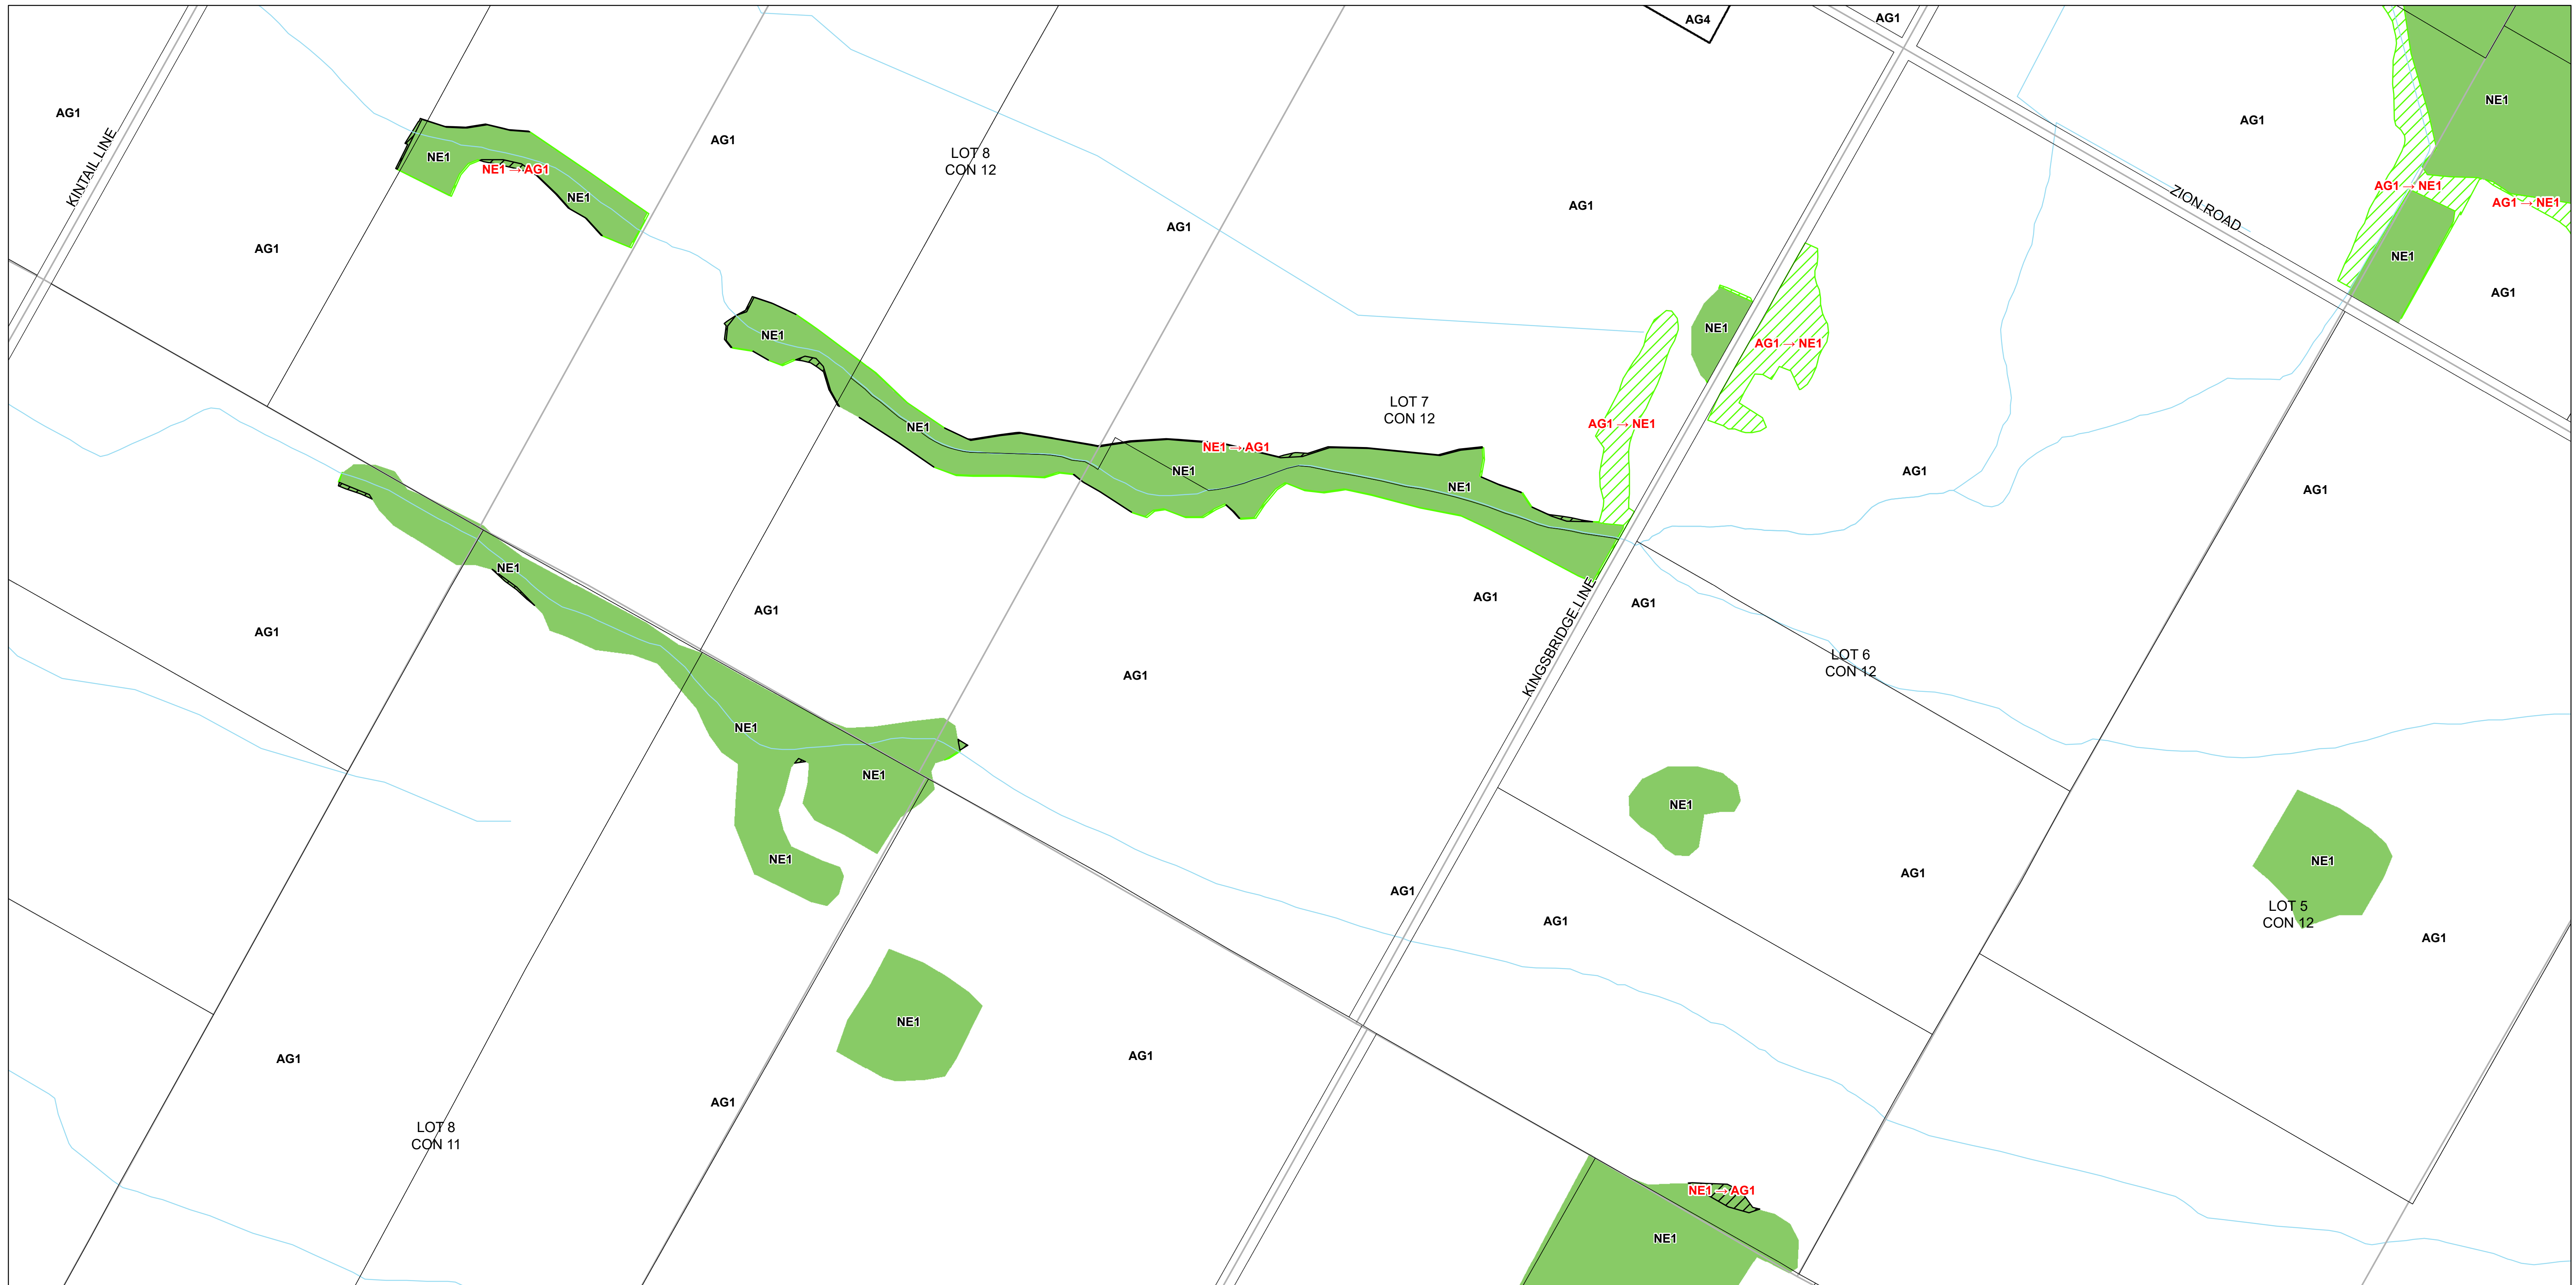 AG4
AG1
NE1
AG1
AG1
AG1
KINTAIL LINE
NE1
NE1 → AG1
NE1
LOT 8
CON 12
AG1 → NE1
AG1 → NE1
ZION ROAD
AG1
AG1
AG1
NE1
AG1
NE1
NE1
AG1 → NE1
LOT 7
CON 12
AG1 → NE1
NE1
NE1 → AG1
NE1
NE1
AG1
AG1
NE1
AG1
AG1
AG1
AG1
KINGSBRIDGE LINE
LOT 6
CON 12
AG1
NE1
NE1
NE1
NE1
NE1
AG1
AG1
LOT 5
CON 12
AG1
AG1
NE1
AG1
AG1
AG1
LOT 8
CON 11
NE1 → AG1
NE1